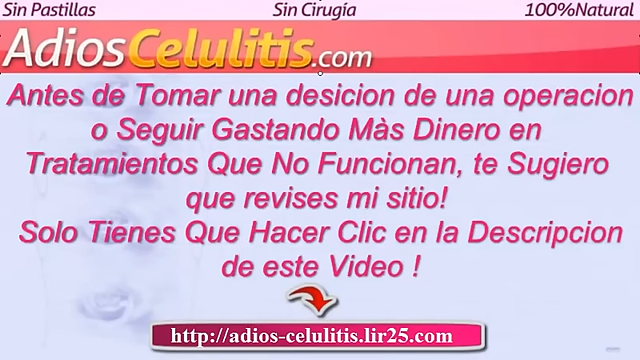 Sin Pastillas Sin Cirugía 100%Natural
AdiosCelulitis.com
Antes de Tomar una desicion de una operacion
o Seguir Gastando Màs Dinero en
Tratamientos Que No Funcionan, te Sugiero
que revises mi sitio!
Solo Tienes Que Hacer Clic en la Descripcion
de este Video !
http://adios-celulitis.lir25.com